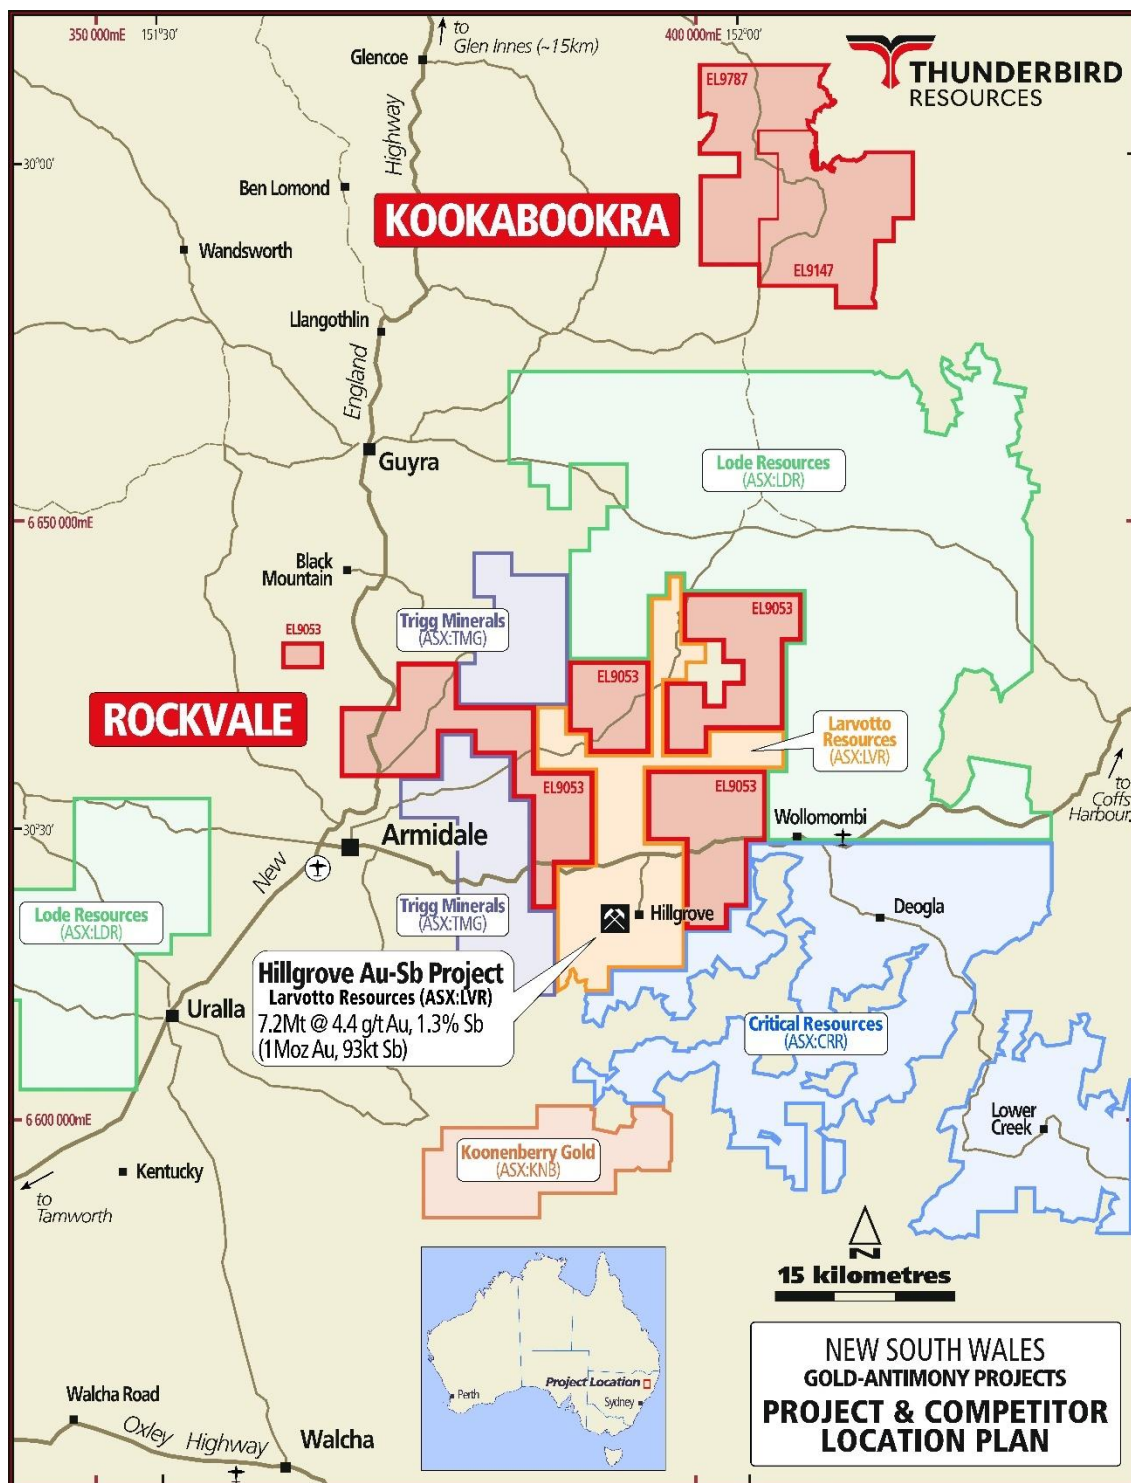 350 000mE
151°30'
to
Glen Innes (~15km)
400 000mE
152°00'
Glencoe
THUNDERBIRD
RESOURCES
EL9787
Highway
30°00'
Ben Lomond
KOOKABOOKRA
Wandsworth
EL9147
Llangothlin
England
Guyra
Lode Resources
(ASX:LDR)
6 650 000mE
Black
Mountain
Trigg Minerals
(ASX:TMG)
EL9053
EL9053
EL9053
ROCKVALE
Larvotto
Resources
(ASX:LVR)
EL9053
EL9053
to
Coffs
Harbour
Wollomombi
30°30'
Armidale
New
Lode Resources
(ASX:LDR)
Trigg Minerals
(ASX:TMG)
Hillgrove
Deogla
Hillgrove Au-Sb Project
Larvotto Resources (ASX:LVR)
7.2Mt @ 4.4 g/t Au, 1.3% Sb
(1Moz Au, 93kt Sb)
Uralla
Critical Resources
(ASX:CRR)
6 600 000mE
Lower
Creek
Koonenberry Gold
(ASX:KNB)
Kentucky
to
Tamworth
N
15 kilometres
Project Location
Perth
Sydney
NEW SOUTH WALES
GOLD-ANTIMONY PROJECTS
PROJECT & COMPETITOR
LOCATION PLAN
Walcha Road
Oxley Highway
Walcha